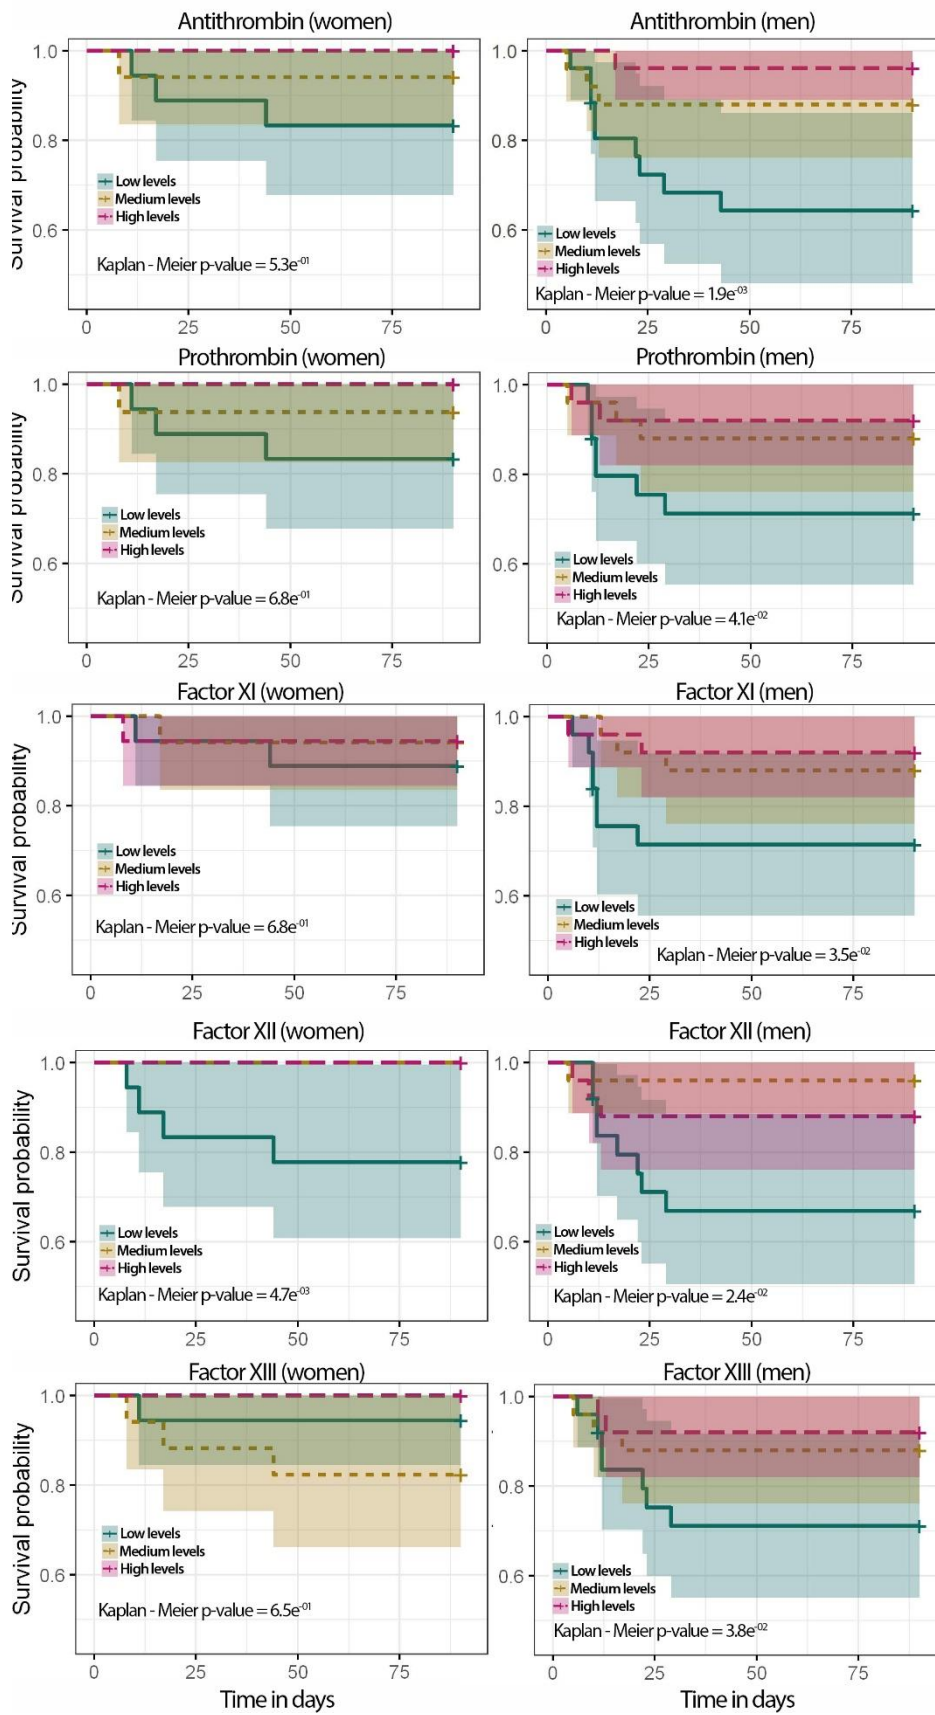 Antithrombin (women)
Survival probability
1.0
0.8
0.6
Low levels
Medium levels
High levels
Kaplan - Meier p-value = 5.3e-01
0 25 50 75
Antithrombin (men)
1.0
0.8
0.6
Low levels
Medium levels
High levels
Kaplan - Meier p-value = 1.9e-03
0 25 50 75
Prothrombin (women)
Survival probability
1.0
0.8
0.6
Low levels
Medium levels
High levels
Kaplan - Meier p-value = 6.8e-01
0 25 50 75
Prothrombin (men)
1.0
0.8
0.6
Low levels
Medium levels
High levels
Kaplan - Meier p-value = 4.1e-02
0 25 50 75
Factor XI (women)
Survival probability
1.0
0.8
0.6
Low levels
Medium levels
High levels
Kaplan - Meier p-value = 6.8e-01
0 25 50 75
Factor XI (men)
1.0
0.8
0.6
Low levels
Medium levels
High levels
Kaplan - Meier p-value = 3.5e-02
0 25 50 75
Factor XII (women)
Survival probability
1.0
0.8
0.6
Low levels
Medium levels
High levels
Kaplan - Meier p-value = 4.7e-03
0 25 50 75
Factor XII (men)
1.0
0.8
0.6
Low levels
Medium levels
High levels
Kaplan - Meier p-value = 2.4e-02
0 25 50 75
Factor XIII (women)
Survival probability
1.0
0.8
0.6
Low levels
Medium levels
High levels
Kaplan - Meier p-value = 6.5e-01
0 25 50 75
Time in days
Factor XIII (men)
1.0
0.8
0.6
Low levels
Medium levels
High levels
Kaplan - Meier p-value = 3.8e-02
0 25 50 75
Time in days